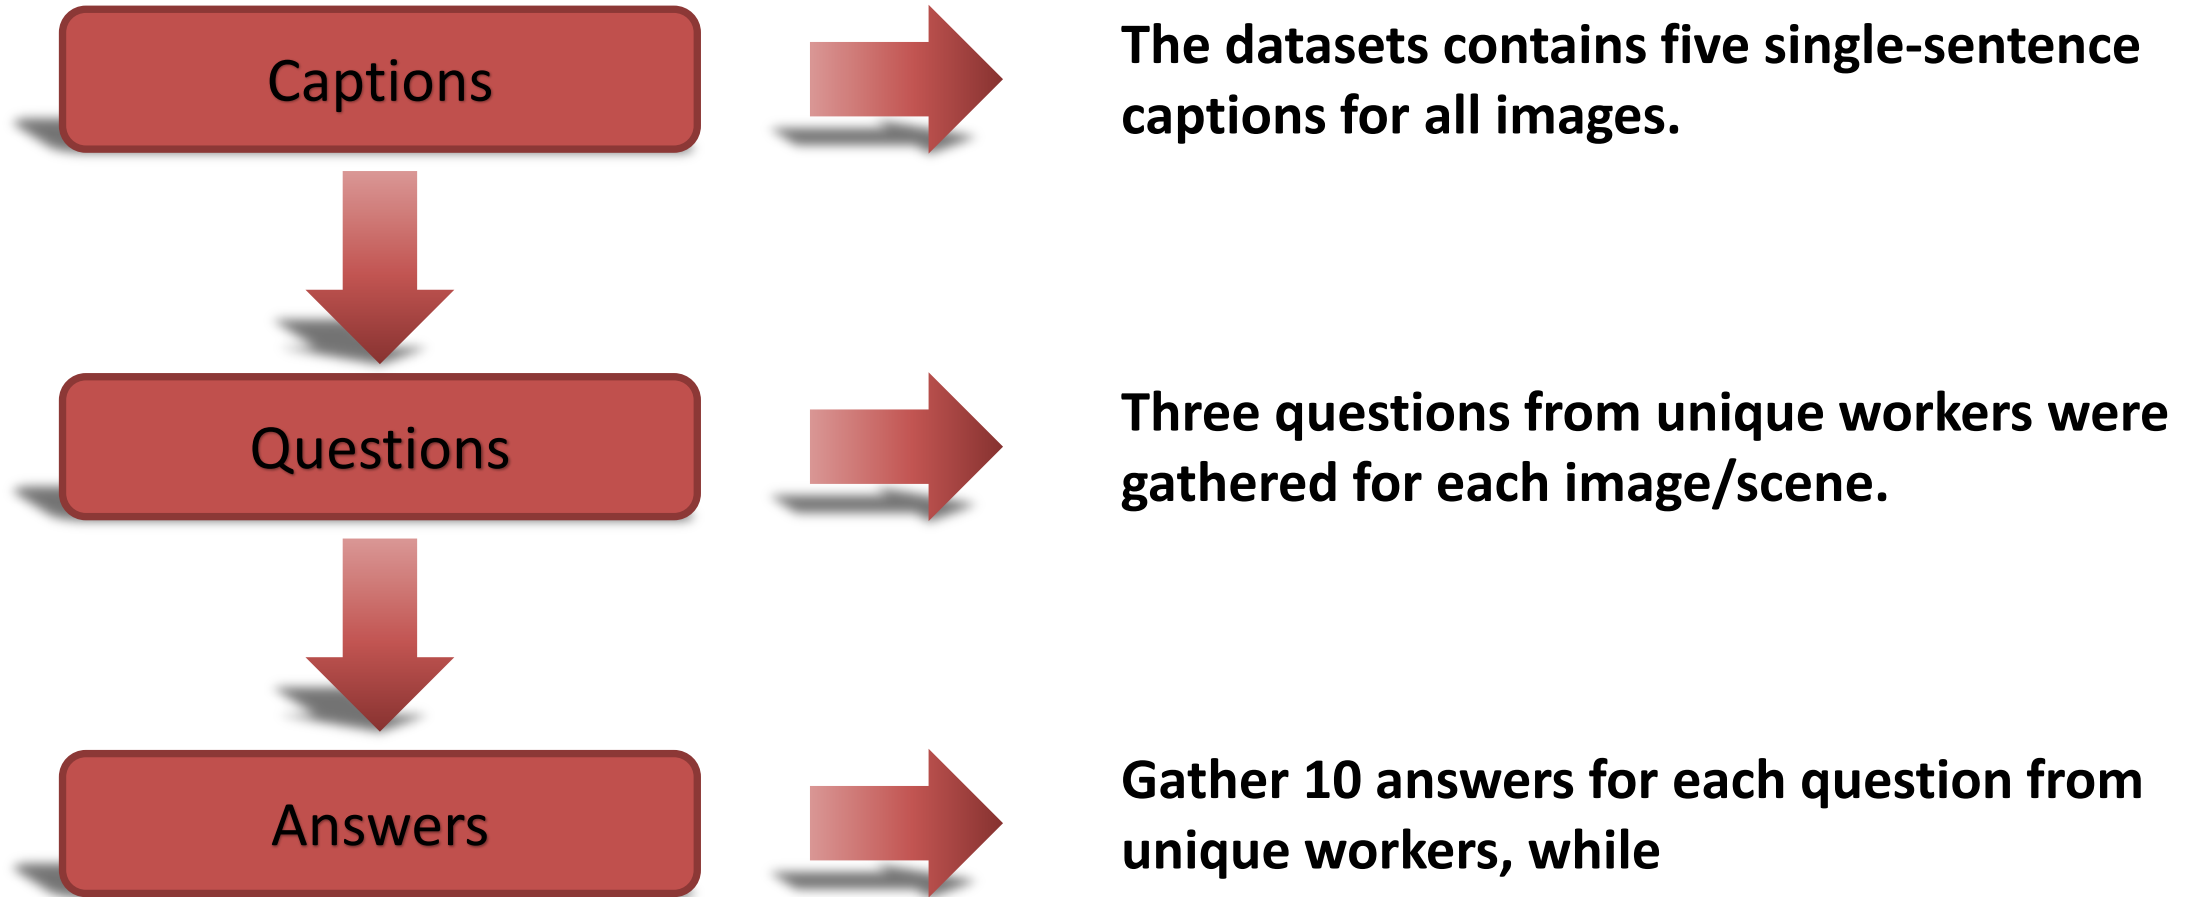 Captions
The datasets contains five single-sentence
captions for all images.
Questions
Three questions from unique workers were
gathered for each image/scene.
Answers
Gather 10 answers for each question from
unique workers, while